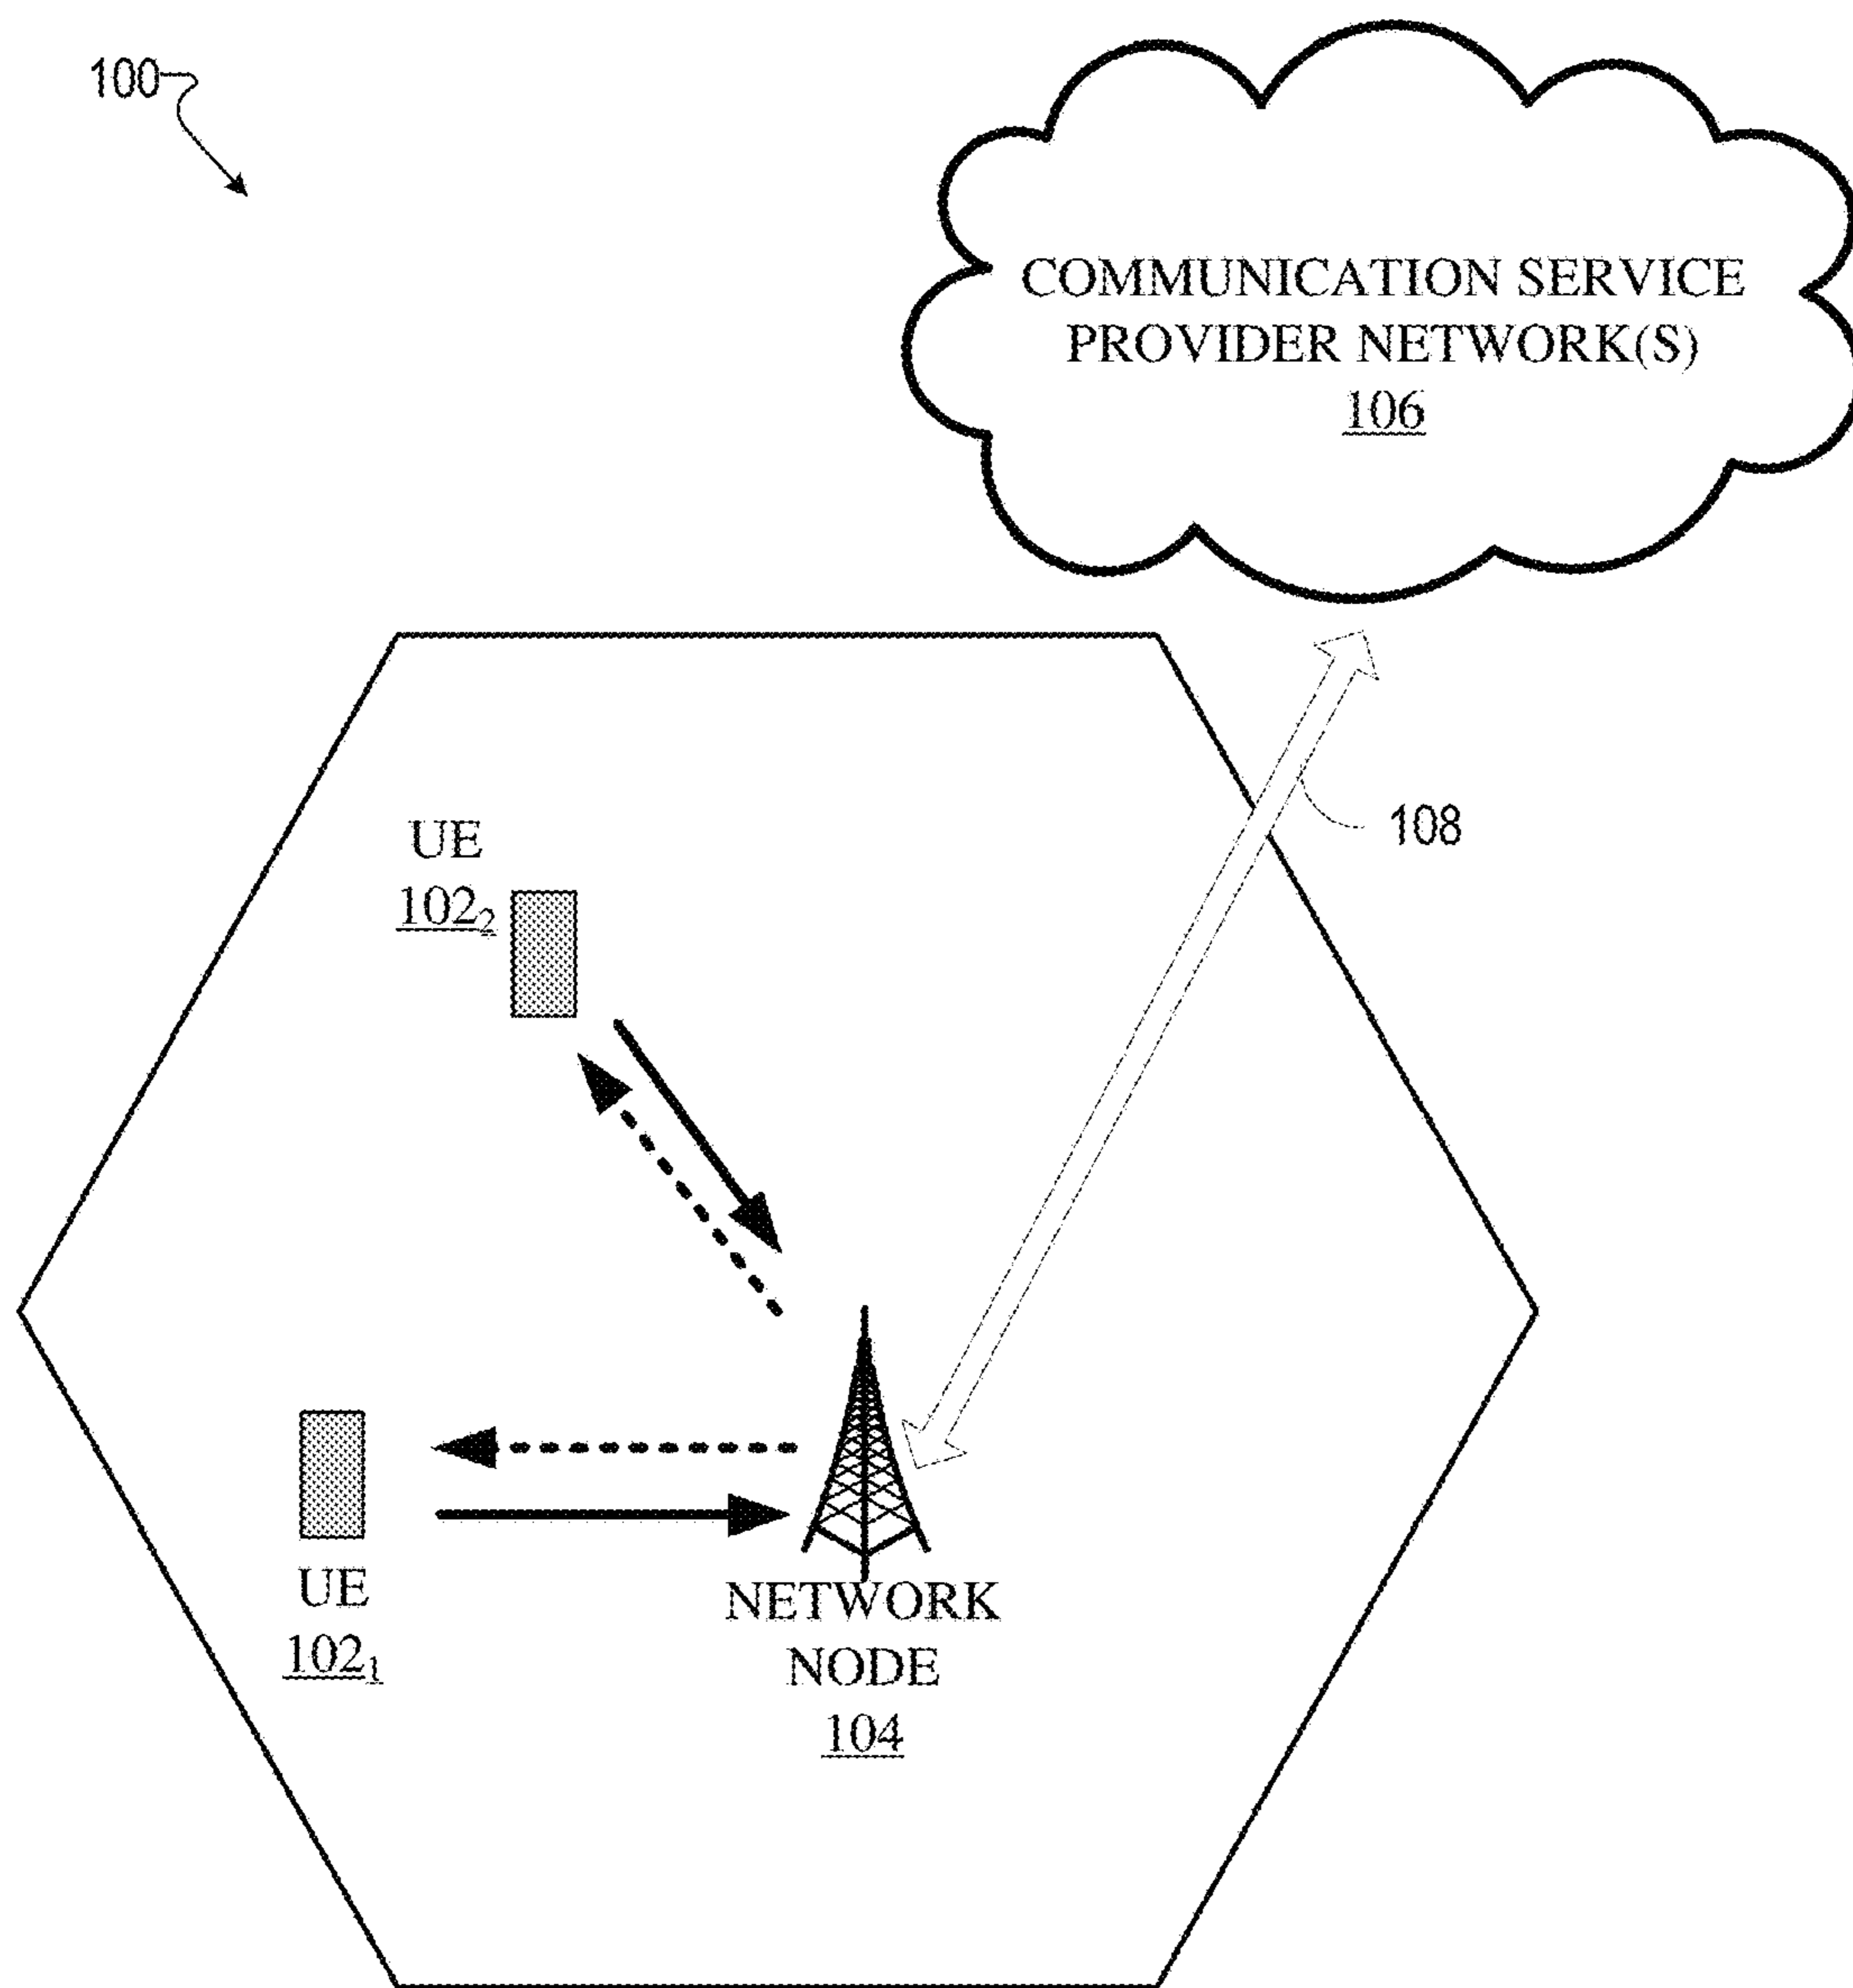 100
COMMUNICATION SERVICE
PROVIDER NETWORK(S)
106
108
UE
102₂
UE
102₁
NETWORK
NODE
104